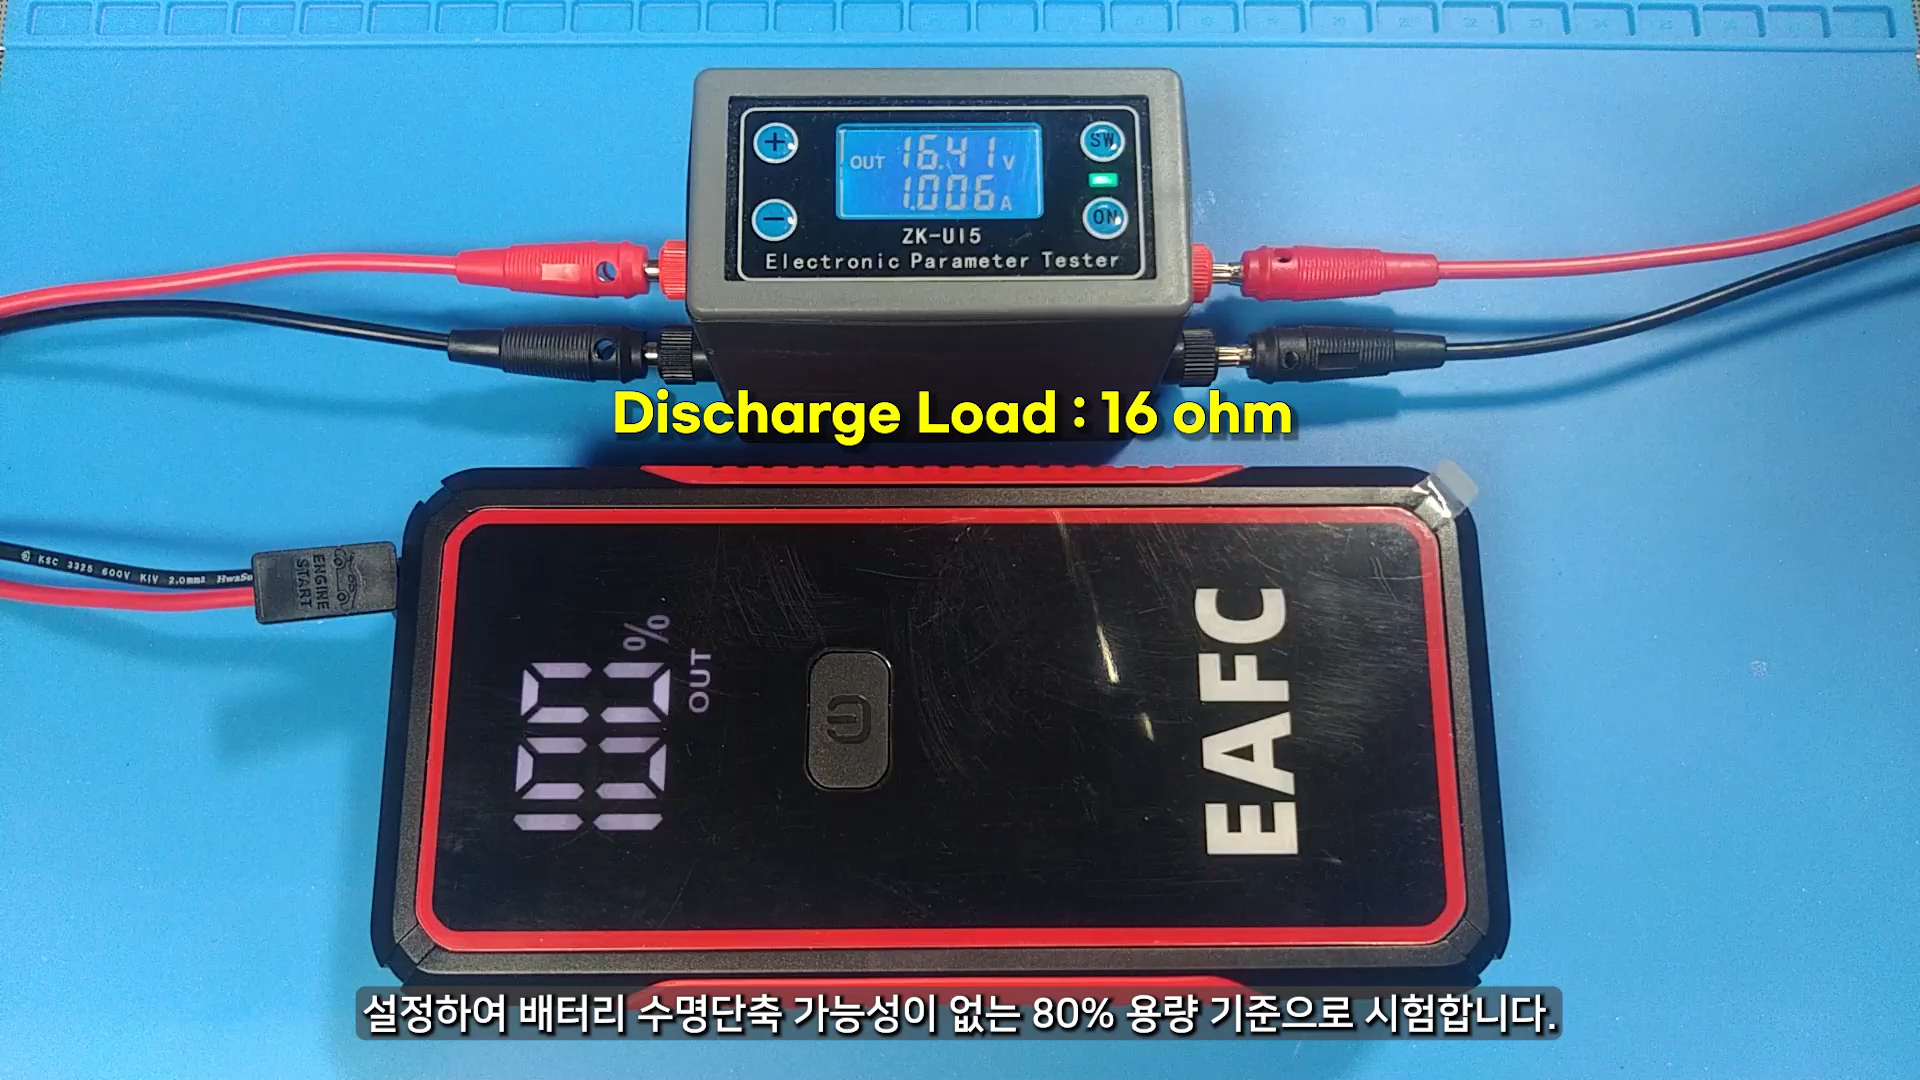 +
SW
OUT 16.41 V
1.006 A
-
ON
ZK-UI5
Electronic Parameter Tester
Discharge Load : 16 ohm
KSC 3325 600V KIV 2.0mm²
ENGINE
START
100%
OUT
EAFC
설정하여 배터리 수명단축 가능성이 없는 80% 용량 기준으로 시험합니다.